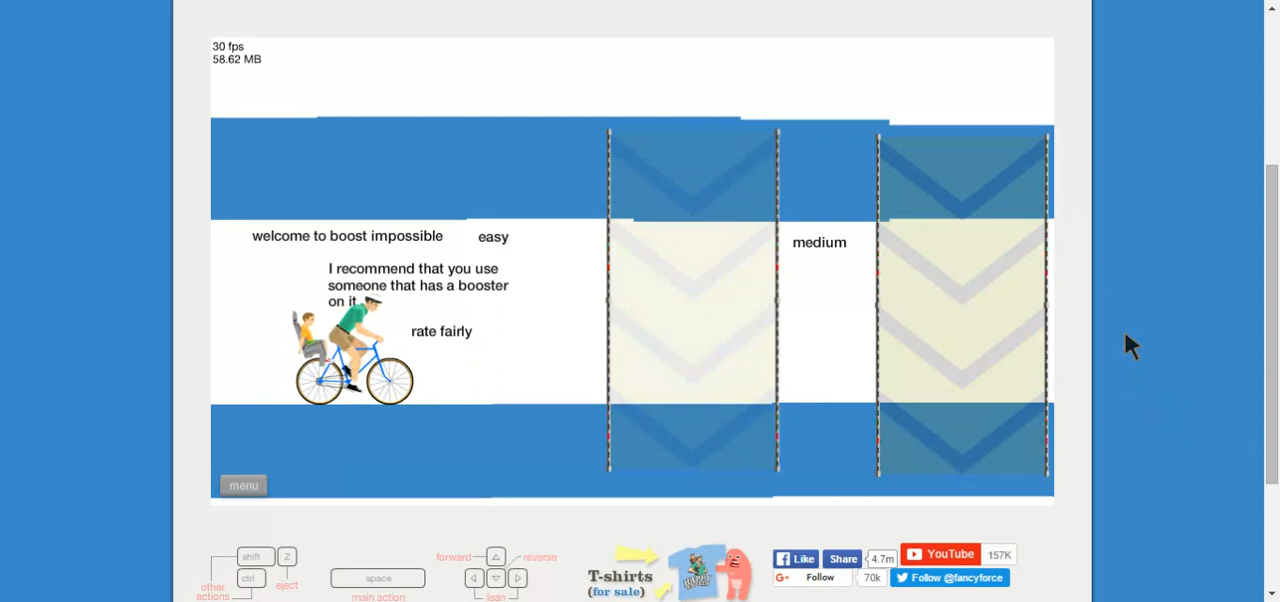 30 fps
58.62 MB
welcome to boost impossible
easy
medium
I recommend that you use
someone that has a booster
on it
rate fairly
menu
shift
Z
ctrl
eject
other
actions
space
main action
forward
reverse
lean
T-shirts
(for sale)
Like
Share
4.7m
YouTube
157K
G+ Follow
70k
Follow @fancyforce